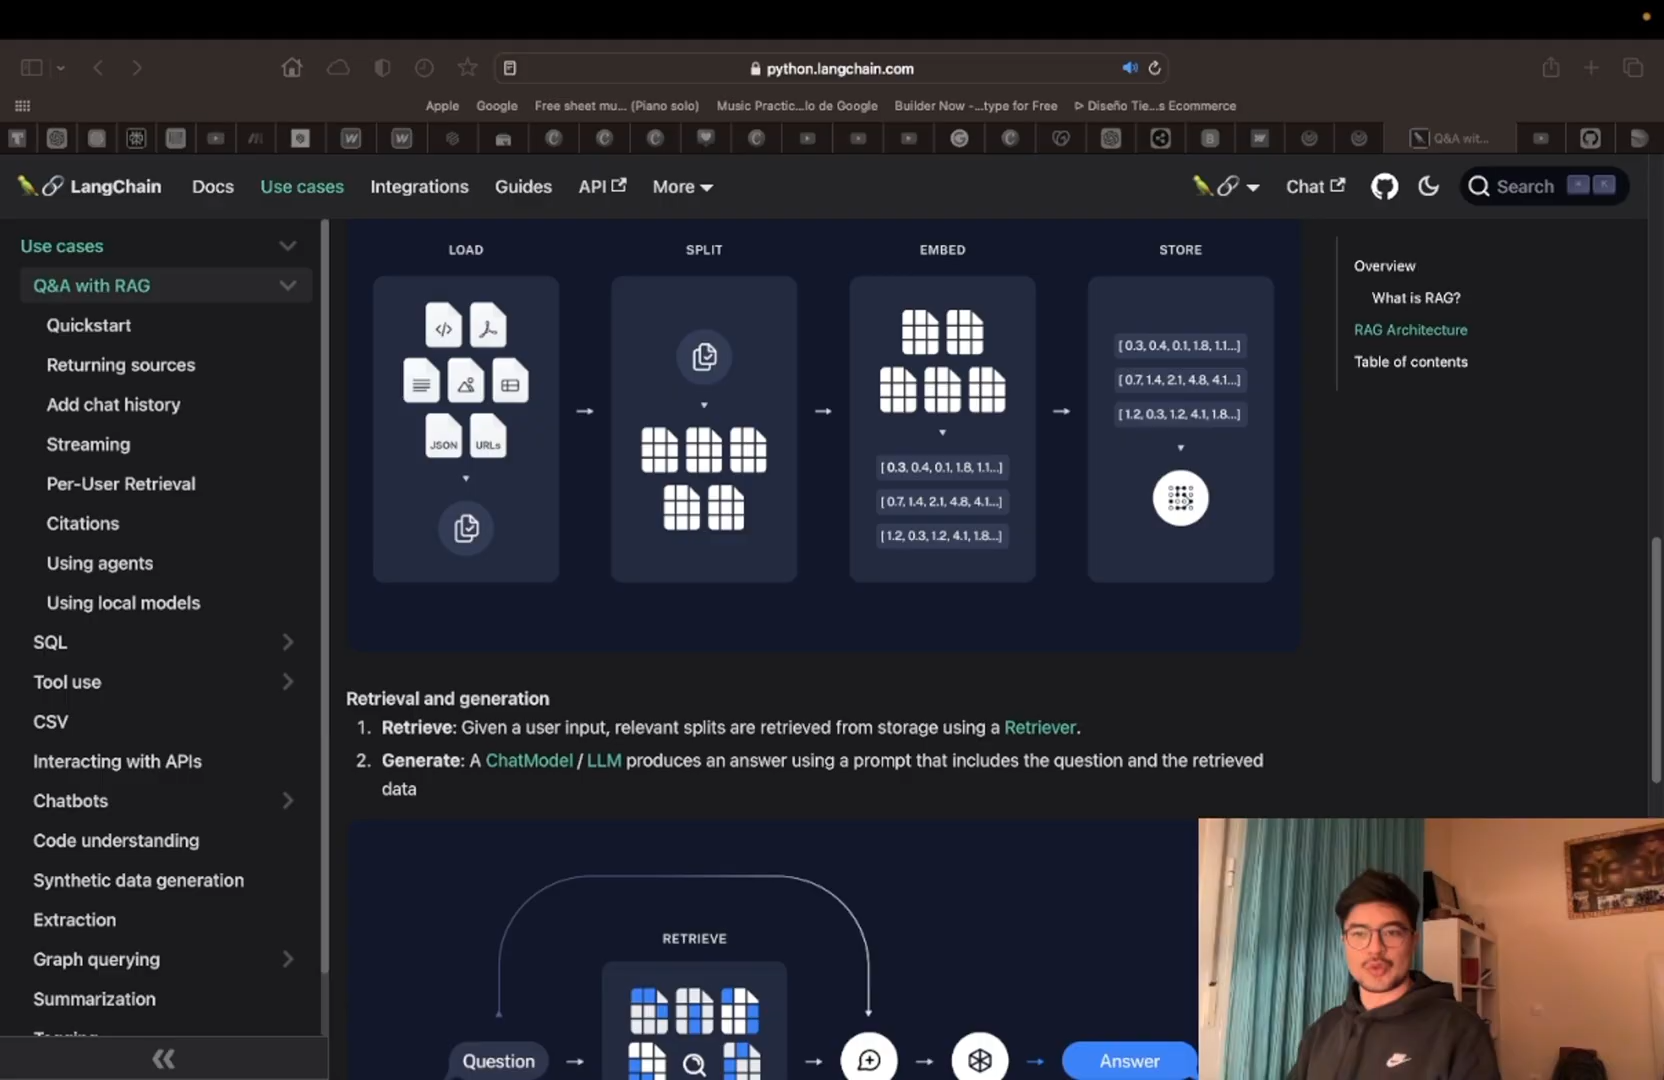 python.langchain.com
Apple
Google
Free sheet mu... (Piano solo)
Music Practic...lo de Google
Builder Now -...type for Free
Diseño Tie...s Ecommerce
Q&A wit...
LangChain
Docs
Use cases
Integrations
Guides
API
More
Chat
Search
K
Use cases
Q&A with RAG
Quickstart
Returning sources
Add chat history
Streaming
Per-User Retrieval
Citations
Using agents
Using local models
SQL
Tool use
CSV
Interacting with APIs
Chatbots
Code understanding
Synthetic data generation
Extraction
Graph querying
Summarization
Tagging
LOAD
SPLIT
EMBED
STORE
</>
JSON
URLs
[ 0.3, 0.4, 0.1, 1.8, 1.1...]
[ 0.7, 1.4, 2.1, 4.8, 4.1...]
[ 1.2, 0.3, 1.2, 4.1, 1.8...]
[ 0.3, 0.4, 0.1, 1.8, 1.1...]
[ 0.7, 1.4, 2.1, 4.8, 4.1...]
[ 1.2, 0.3, 1.2, 4.1, 1.8...]
Retrieval and generation
1. Retrieve: Given a user input, relevant splits are retrieved from storage using a Retriever.
2. Generate: A ChatModel / LLM produces an answer using a prompt that includes the question and the retrieved
data
RETRIEVE
Question
Answer
Overview
What is RAG?
RAG Architecture
Table of contents